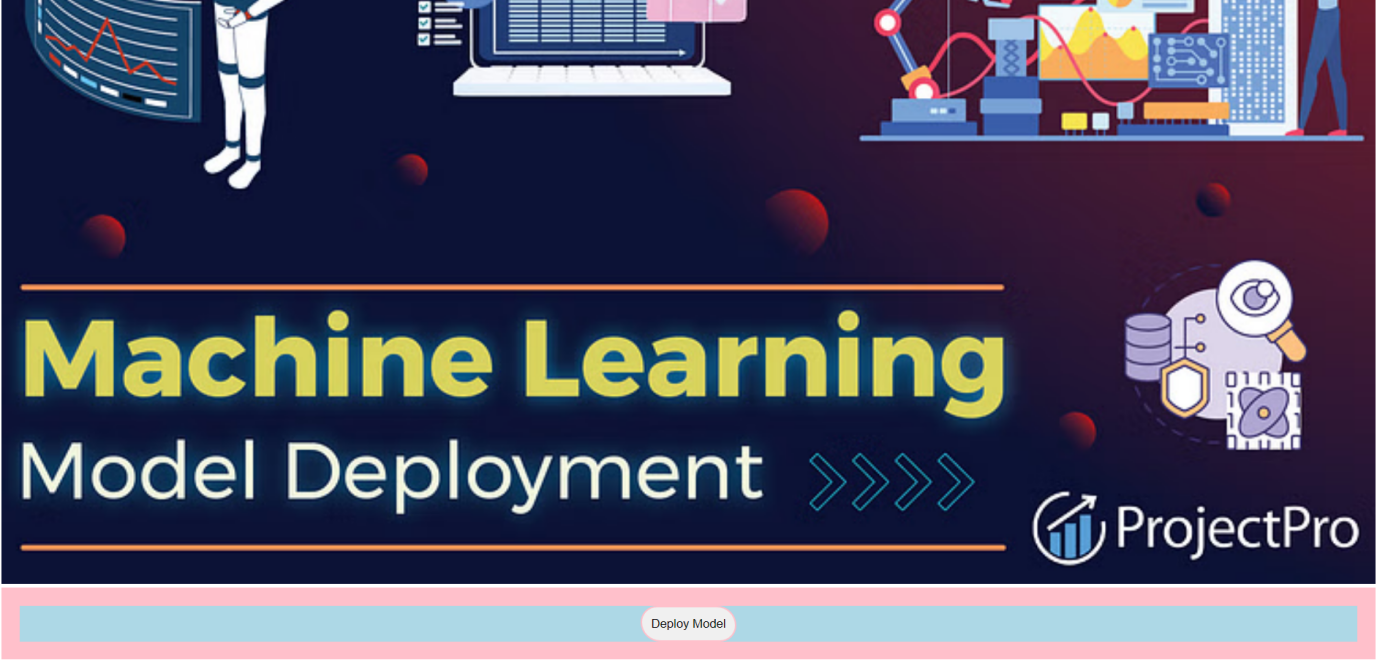 Machine Learning
Model Deployment
ProjectPro
Deploy Model